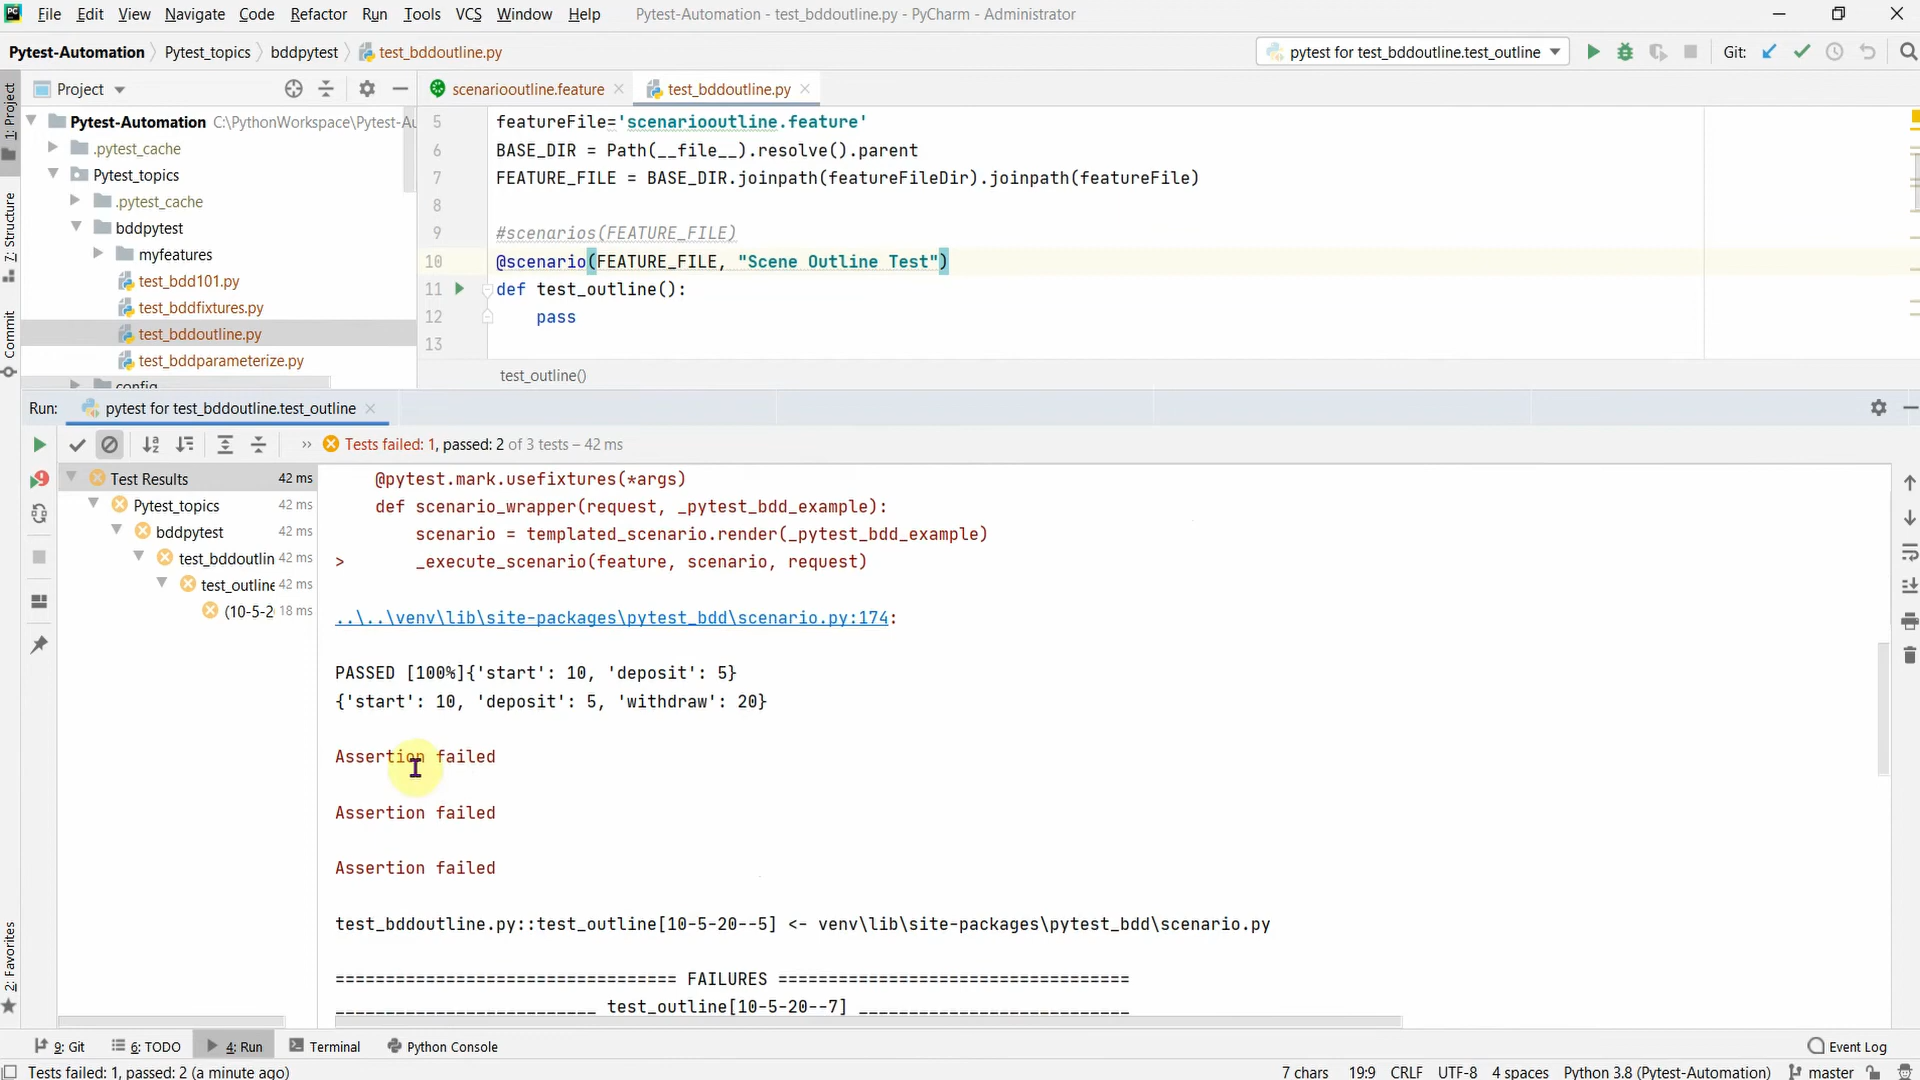 File Edit View Navigate Code Refactor Run Tools VCS Window Help Pytest-Automation - test_bddoutline.py - PyCharm - Administrator
Pytest-Automation Pytest_topics bddpytest test_bddoutline.py pytest for test_bddoutline.test_outline Git:
1: Project
7: Structure
Commit
2: Favorites
Project
Pytest-Automation C:\PythonWorkspace\Pytest-Au
.pytest_cache
Pytest_topics
.pytest_cache
bddpytest
myfeatures
test_bdd101.py
test_bddfixtures.py
test_bddoutline.py
test_bddparameterize.py
config
scenariooutline.feature test_bddoutline.py
5 featureFile='scenariooutline.feature'
6 BASE_DIR = Path(__file__).resolve().parent
7 FEATURE_FILE = BASE_DIR.joinpath(featureFileDir).joinpath(featureFile)
8
9 #scenarios(FEATURE_FILE)
10 @scenario(FEATURE_FILE, "Scene Outline Test")
11 def test_outline():
12 pass
13
test_outline()
Run: pytest for test_bddoutline.test_outline
» Tests failed: 1, passed: 2 of 3 tests – 42 ms
Test Results 42 ms
Pytest_topics 42 ms
bddpytest 42 ms
test_bddoutlin 42 ms
test_outline 42 ms
(10-5-2 18 ms
@pytest.mark.usefixtures(*args)
def scenario_wrapper(request, _pytest_bdd_example):
scenario = templated_scenario.render(_pytest_bdd_example)
> _execute_scenario(feature, scenario, request)
..\..\venv\lib\site-packages\pytest_bdd\scenario.py:174:
PASSED [100%]{'start': 10, 'deposit': 5}
{'start': 10, 'deposit': 5, 'withdraw': 20}
Assertion failed
Assertion failed
Assertion failed
test_bddoutline.py::test_outline[10-5-20--5] <- venv\lib\site-packages\pytest_bdd\scenario.py
================================== FAILURES ===================================
__________________________ test_outline[10-5-20--7] ___________________________
9: Git 6: TODO 4: Run Terminal Python Console Event Log
Tests failed: 1, passed: 2 (a minute ago) 7 chars 19:9 CRLF UTF-8 4 spaces Python 3.8 (Pytest-Automation) master